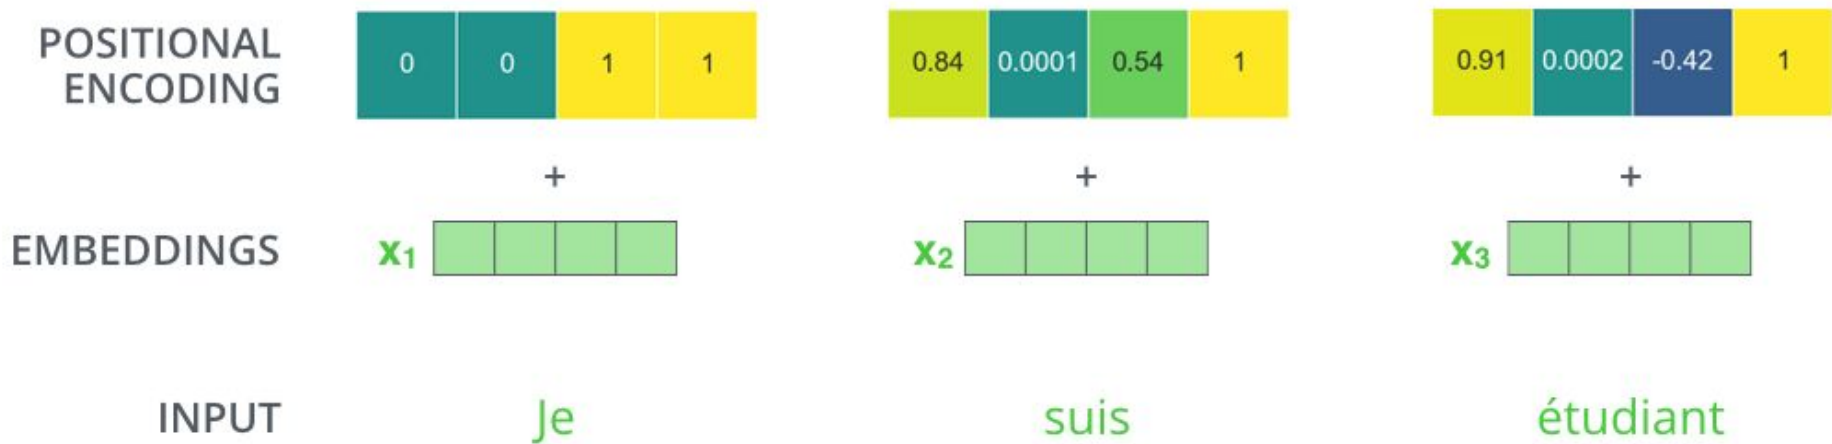 POSITIONAL
ENCODING
0 0 1 1
0.84 0.0001 0.54 1
0.91 0.0002 -0.42 1
+ + +
EMBEDDINGS
x₁ x₂ x₃
INPUT
Je suis étudiant